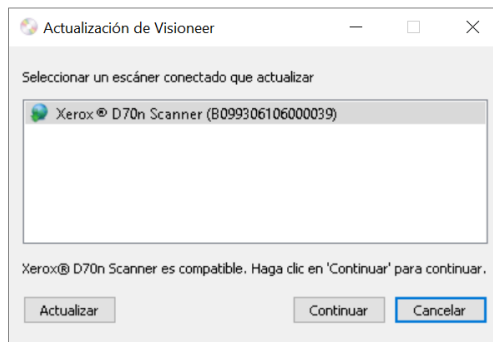 Actualización de Visioneer
Seleccionar un escáner conectado que actualizar
Xerox® D70n Scanner (B099306106000039)
Xerox® D70n Scanner es compatible. Haga clic en 'Continuar' para continuar.
Actualizar Continuar Cancelar